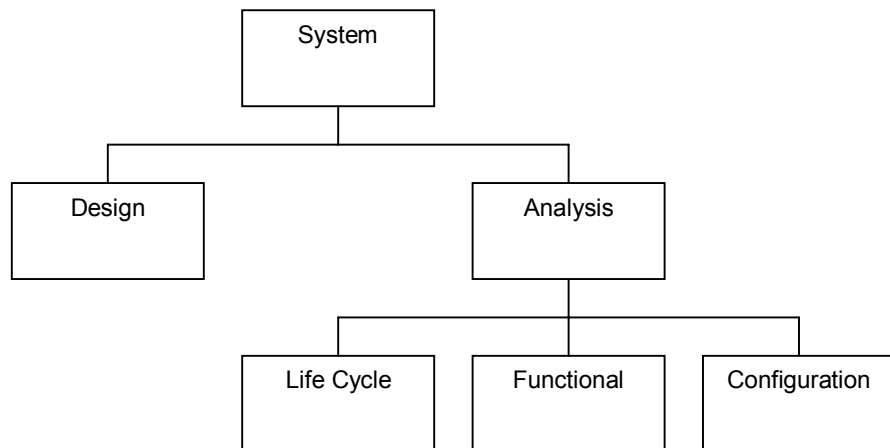 System
Design
Analysis
Life Cycle
Functional
Configuration